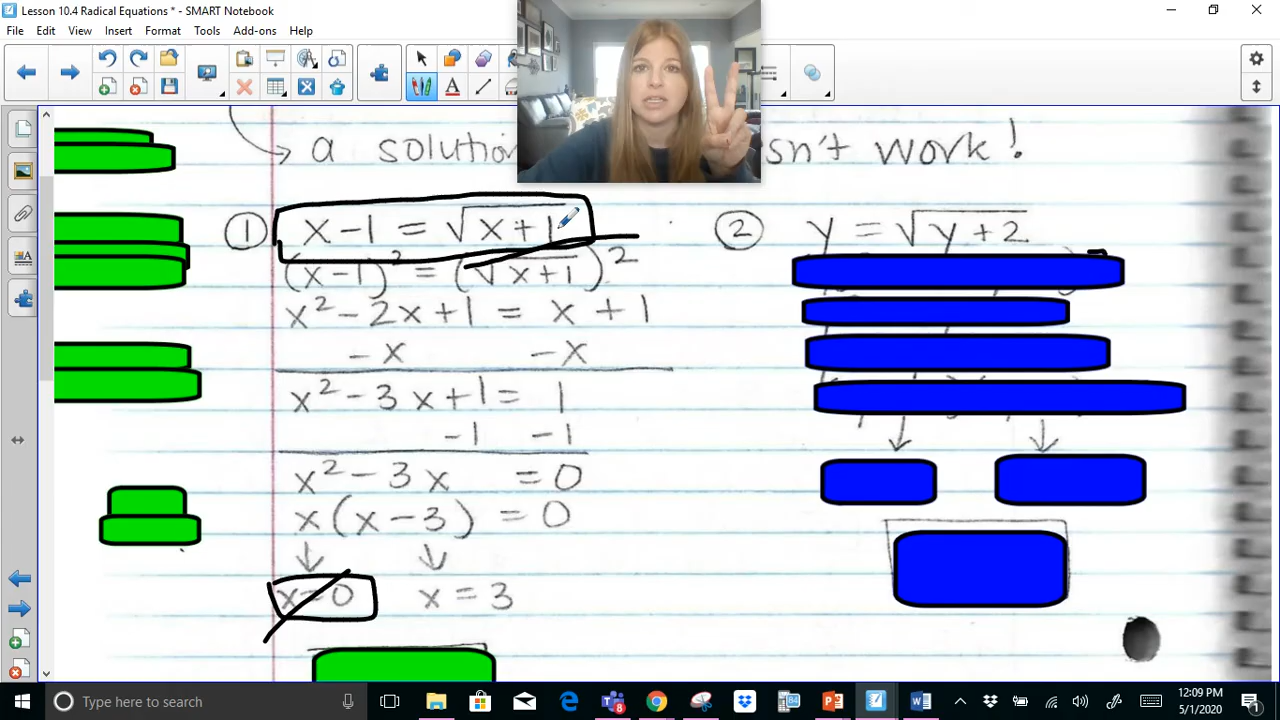 Lesson 10.4 Radical Equations * - SMART Notebook
File Edit View Insert Format Tools Add-ons Help
a solutio
sn't work!
① x-1 = √x+1
(x-1)² = (√x+1)²
x² - 2x + 1 = x + 1
-x -x
x² - 3x + 1 = 1
-1 -1
x² - 3x = 0
x(x-3) = 0
↓ ↓
x=0 x = 3
② y = √y+2
↓ ↓
Type here to search
12:09 PM
5/1/2020